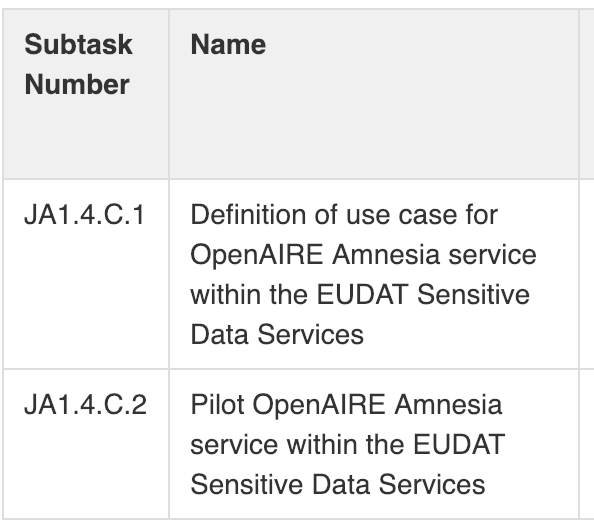 Subtask Number
Name
JA1.4.C.1
Definition of use case for
OpenAIRE Amnesia service
within the EUDAT Sensitive
Data Services
JA1.4.C.2
Pilot OpenAIRE Amnesia
service within the EUDAT
Sensitive Data Services